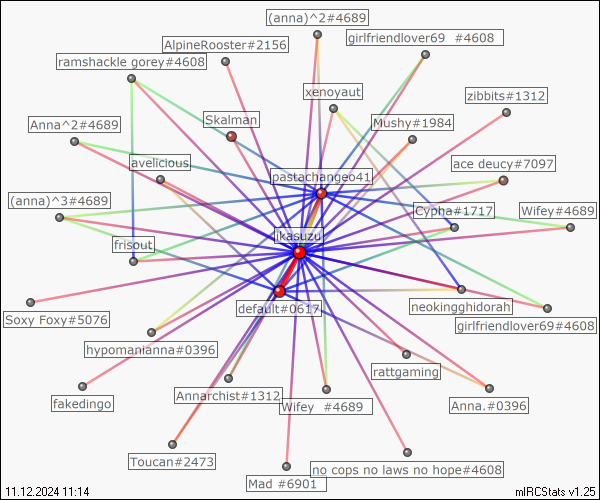 (anna)^2#4689
girlfriendlover69 #4608
AlpineRooster#2156
ramshackle gorey#4608
xenoyaut
zibbits#1312
Skalman
Anna^2#4689
Mushy#1984
avelicious
ace deucy#7097
pastachange041
(anna)^3#4689
Cypha#1717
Wifey#4689
jkasuzu
frisout
default#0617
neokingghidorah
Soxy Foxy#5076
girlfriendlover69#4608
hypomanianna#0396
rattgaming
Annarchist#1312
fakedingo
Wifey #4689
Anna.#0396
Toucan#2473
no cops no laws no hope#4608
Mad #6901
11.12.2024 11:14
mIRCStats v1.25